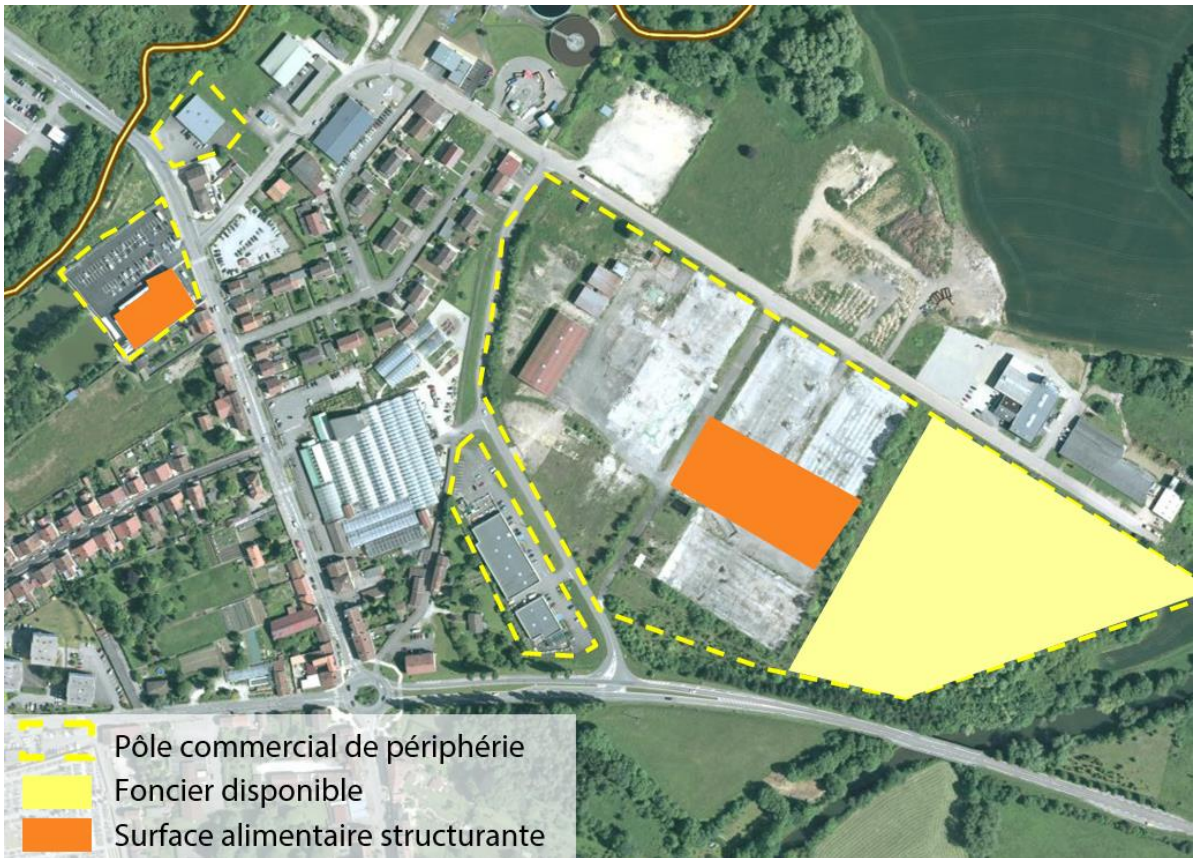 Pôle commercial de périphérie
Foncier disponible
Surface alimentaire structurante